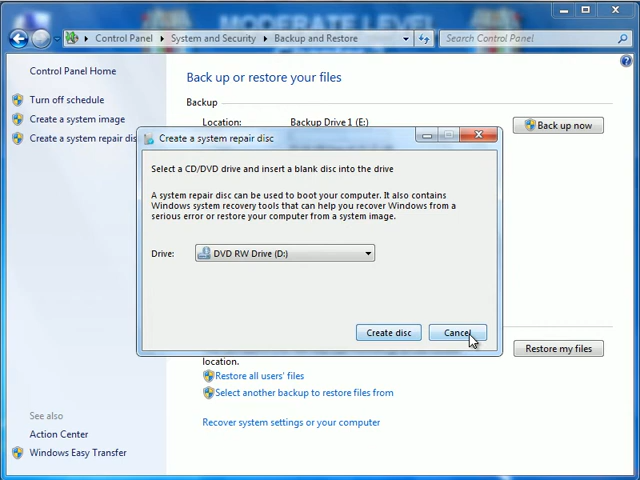 MODERATE LEVEL
Control Panel
System and Security
Backup and Restore
Search Control Panel
Control Panel Home
Turn off schedule
Create a system image
Create a system repair dis
Back up or restore your files
Backup
Location:
Backup Drive 1 (E:)
Back up now
Create a system repair disc
Select a CD/DVD drive and insert a blank disc into the drive
A system repair disc can be used to boot your computer. It also contains
Windows system recovery tools that can help you recover Windows from a
serious error or restore your computer from a system image.
Drive:
DVD RW Drive (D:)
Create disc
Cancel
Restore my files
location.
Restore all users' files
Select another backup to restore files from
Recover system settings or your computer
See also
Action Center
Windows Easy Transfer